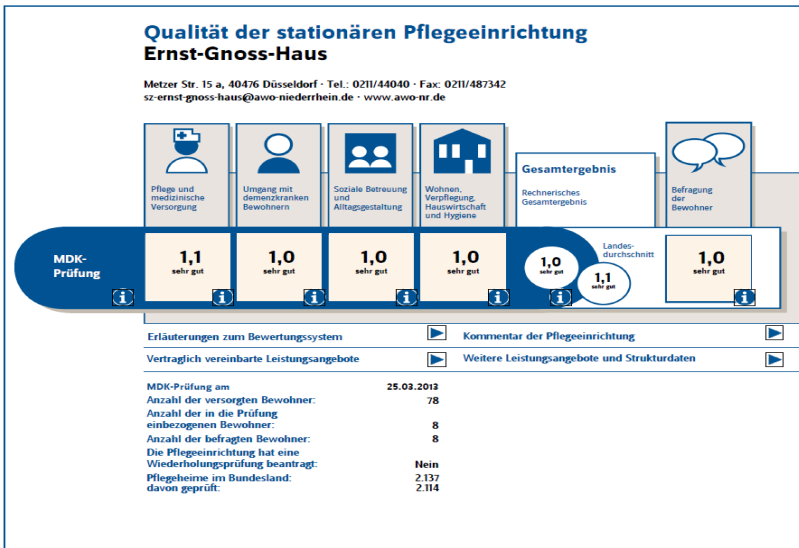 Qualität der stationären Pflegeeinrichtung
Ernst-Gnoss-Haus
Metzer Str. 15 a, 40476 Düsseldorf · Tel.: 0211/44040 · Fax: 0211/487342
sz-ernst-gnoss-haus@awo-niederrhein.de · www.awo-nr.de
Pflege und
medizinische
Versorgung
Umgang mit
demenzkranken
Bewohnern
Soziale Betreuung
und
Alltagsgestaltung
Wohnen,
Verpflegung,
Hauswirtschaft
und Hygiene
Gesamtergebnis
Rechnerisches
Gesamtergebnis
Befragung
der
Bewohner
MDK-
Prüfung
1,1
sehr gut
1,0
sehr gut
1,0
sehr gut
1,0
sehr gut
1,0
sehr gut
Landes-
durchschnitt
1,1
sehr gut
1,0
sehr gut
Erläuterungen zum Bewertungssystem
Kommentar der Pflegeeinrichtung
Vertraglich vereinbarte Leistungsangebote
Weitere Leistungsangebote und Strukturdaten
MDK-Prüfung am 25.03.2013
Anzahl der versorgten Bewohner: 78
Anzahl der in die Prüfung
einbezogenen Bewohner: 8
Anzahl der befragten Bewohner: 8
Die Pflegeeinrichtung hat eine
Wiederholungsprüfung beantragt: Nein
Pflegeheime im Bundesland: 2.137
davon geprüft: 2.114